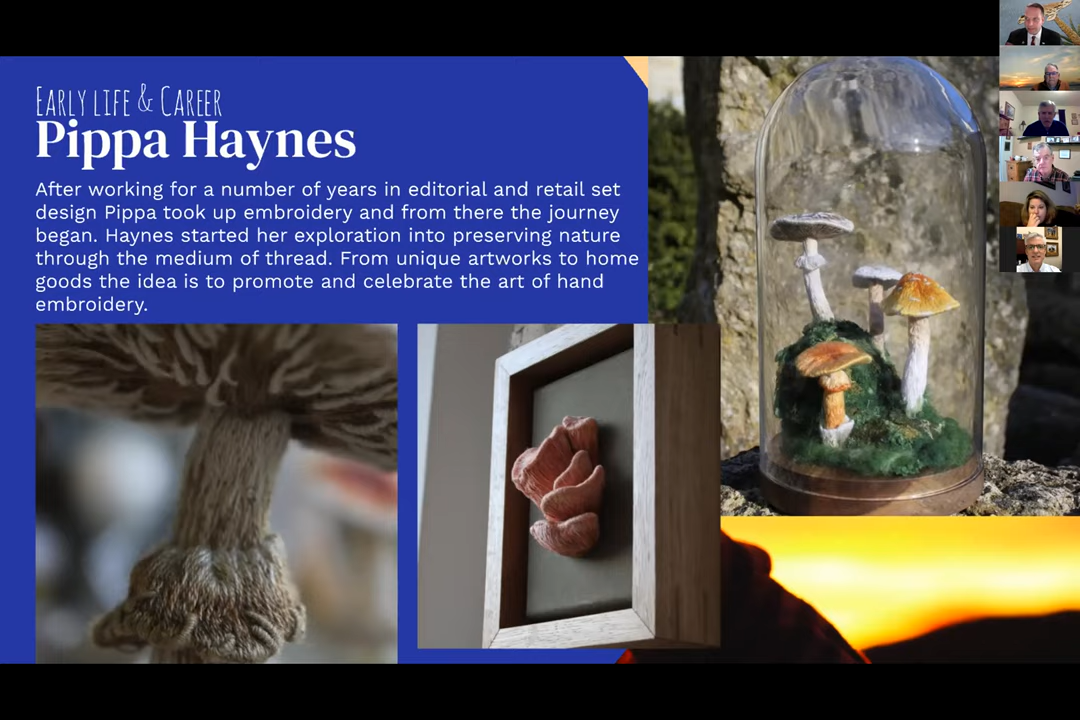 Early life & Career
Pippa Haynes
After working for a number of years in editorial and retail set
design Pippa took up embroidery and from there the journey
began. Haynes started her exploration into preserving nature
through the medium of thread. From unique artworks to home
goods the idea is to promote and celebrate the art of hand
embroidery.